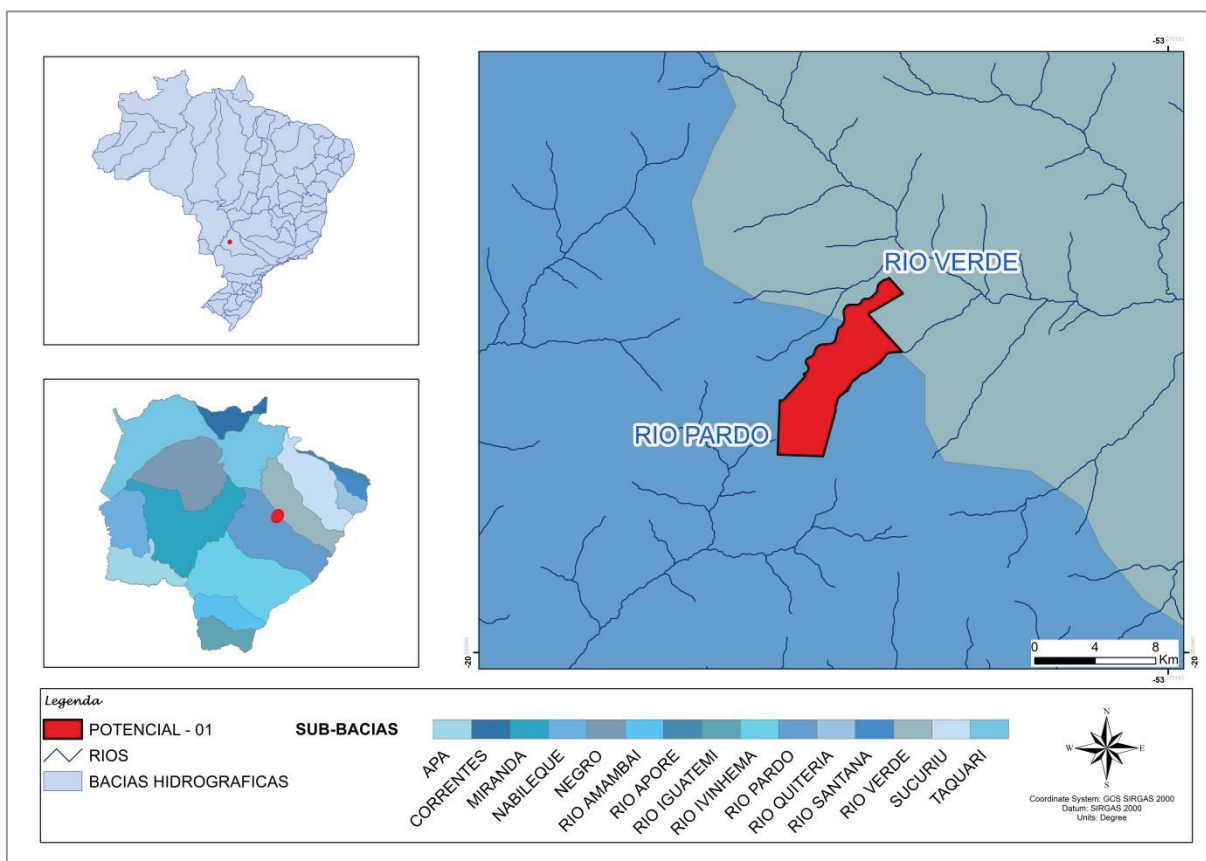 -53
RIO VERDE
RIO PARDO
-20
-20
-53
0 4 8
Km
Legenda
POTENCIAL - 01
RIOS
BACIAS HIDROGRAFICAS
SUB-BACIAS
APA
CORRENTES
MIRANDA
NABILEQUE
NEGRO
RIO AMAMBAI
RIO APORE
RIO IGUATEMI
RIO IVINHEMA
RIO PARDO
RIO QUITERIA
RIO SANTANA
RIO VERDE
SUCURIU
TAQUARI
N
W E
S
Coordinate System: GCS SIRGAS 2000
Datum: SIRGAS 2000
Units: Degree